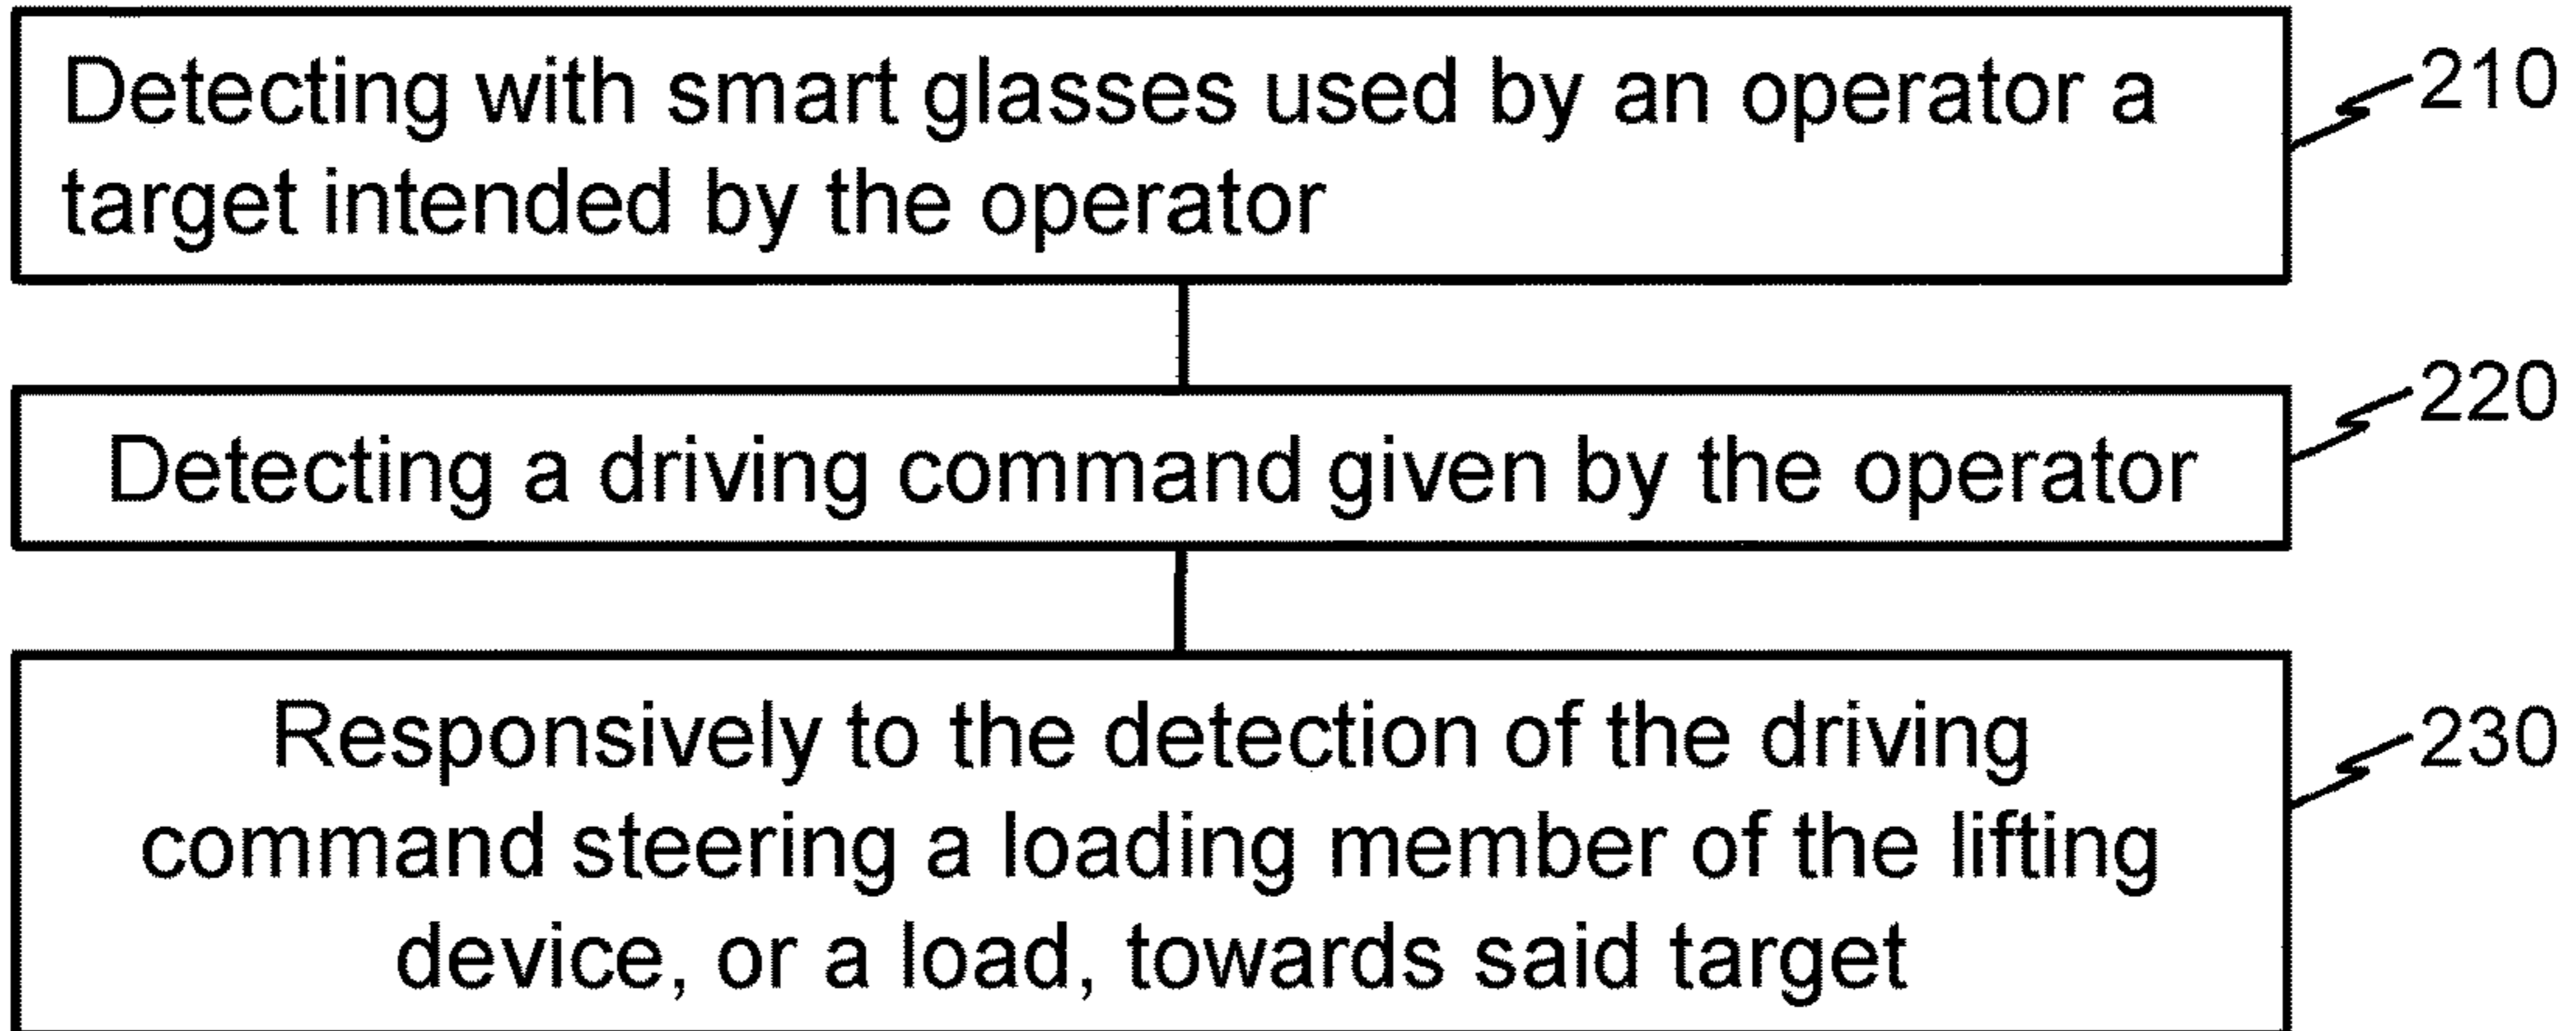 Detecting with smart glasses used by an operator a
target intended by the operator
210
Detecting a driving command given by the operator
220
Responsively to the detection of the driving
command steering a loading member of the lifting
device, or a load, towards said target
230